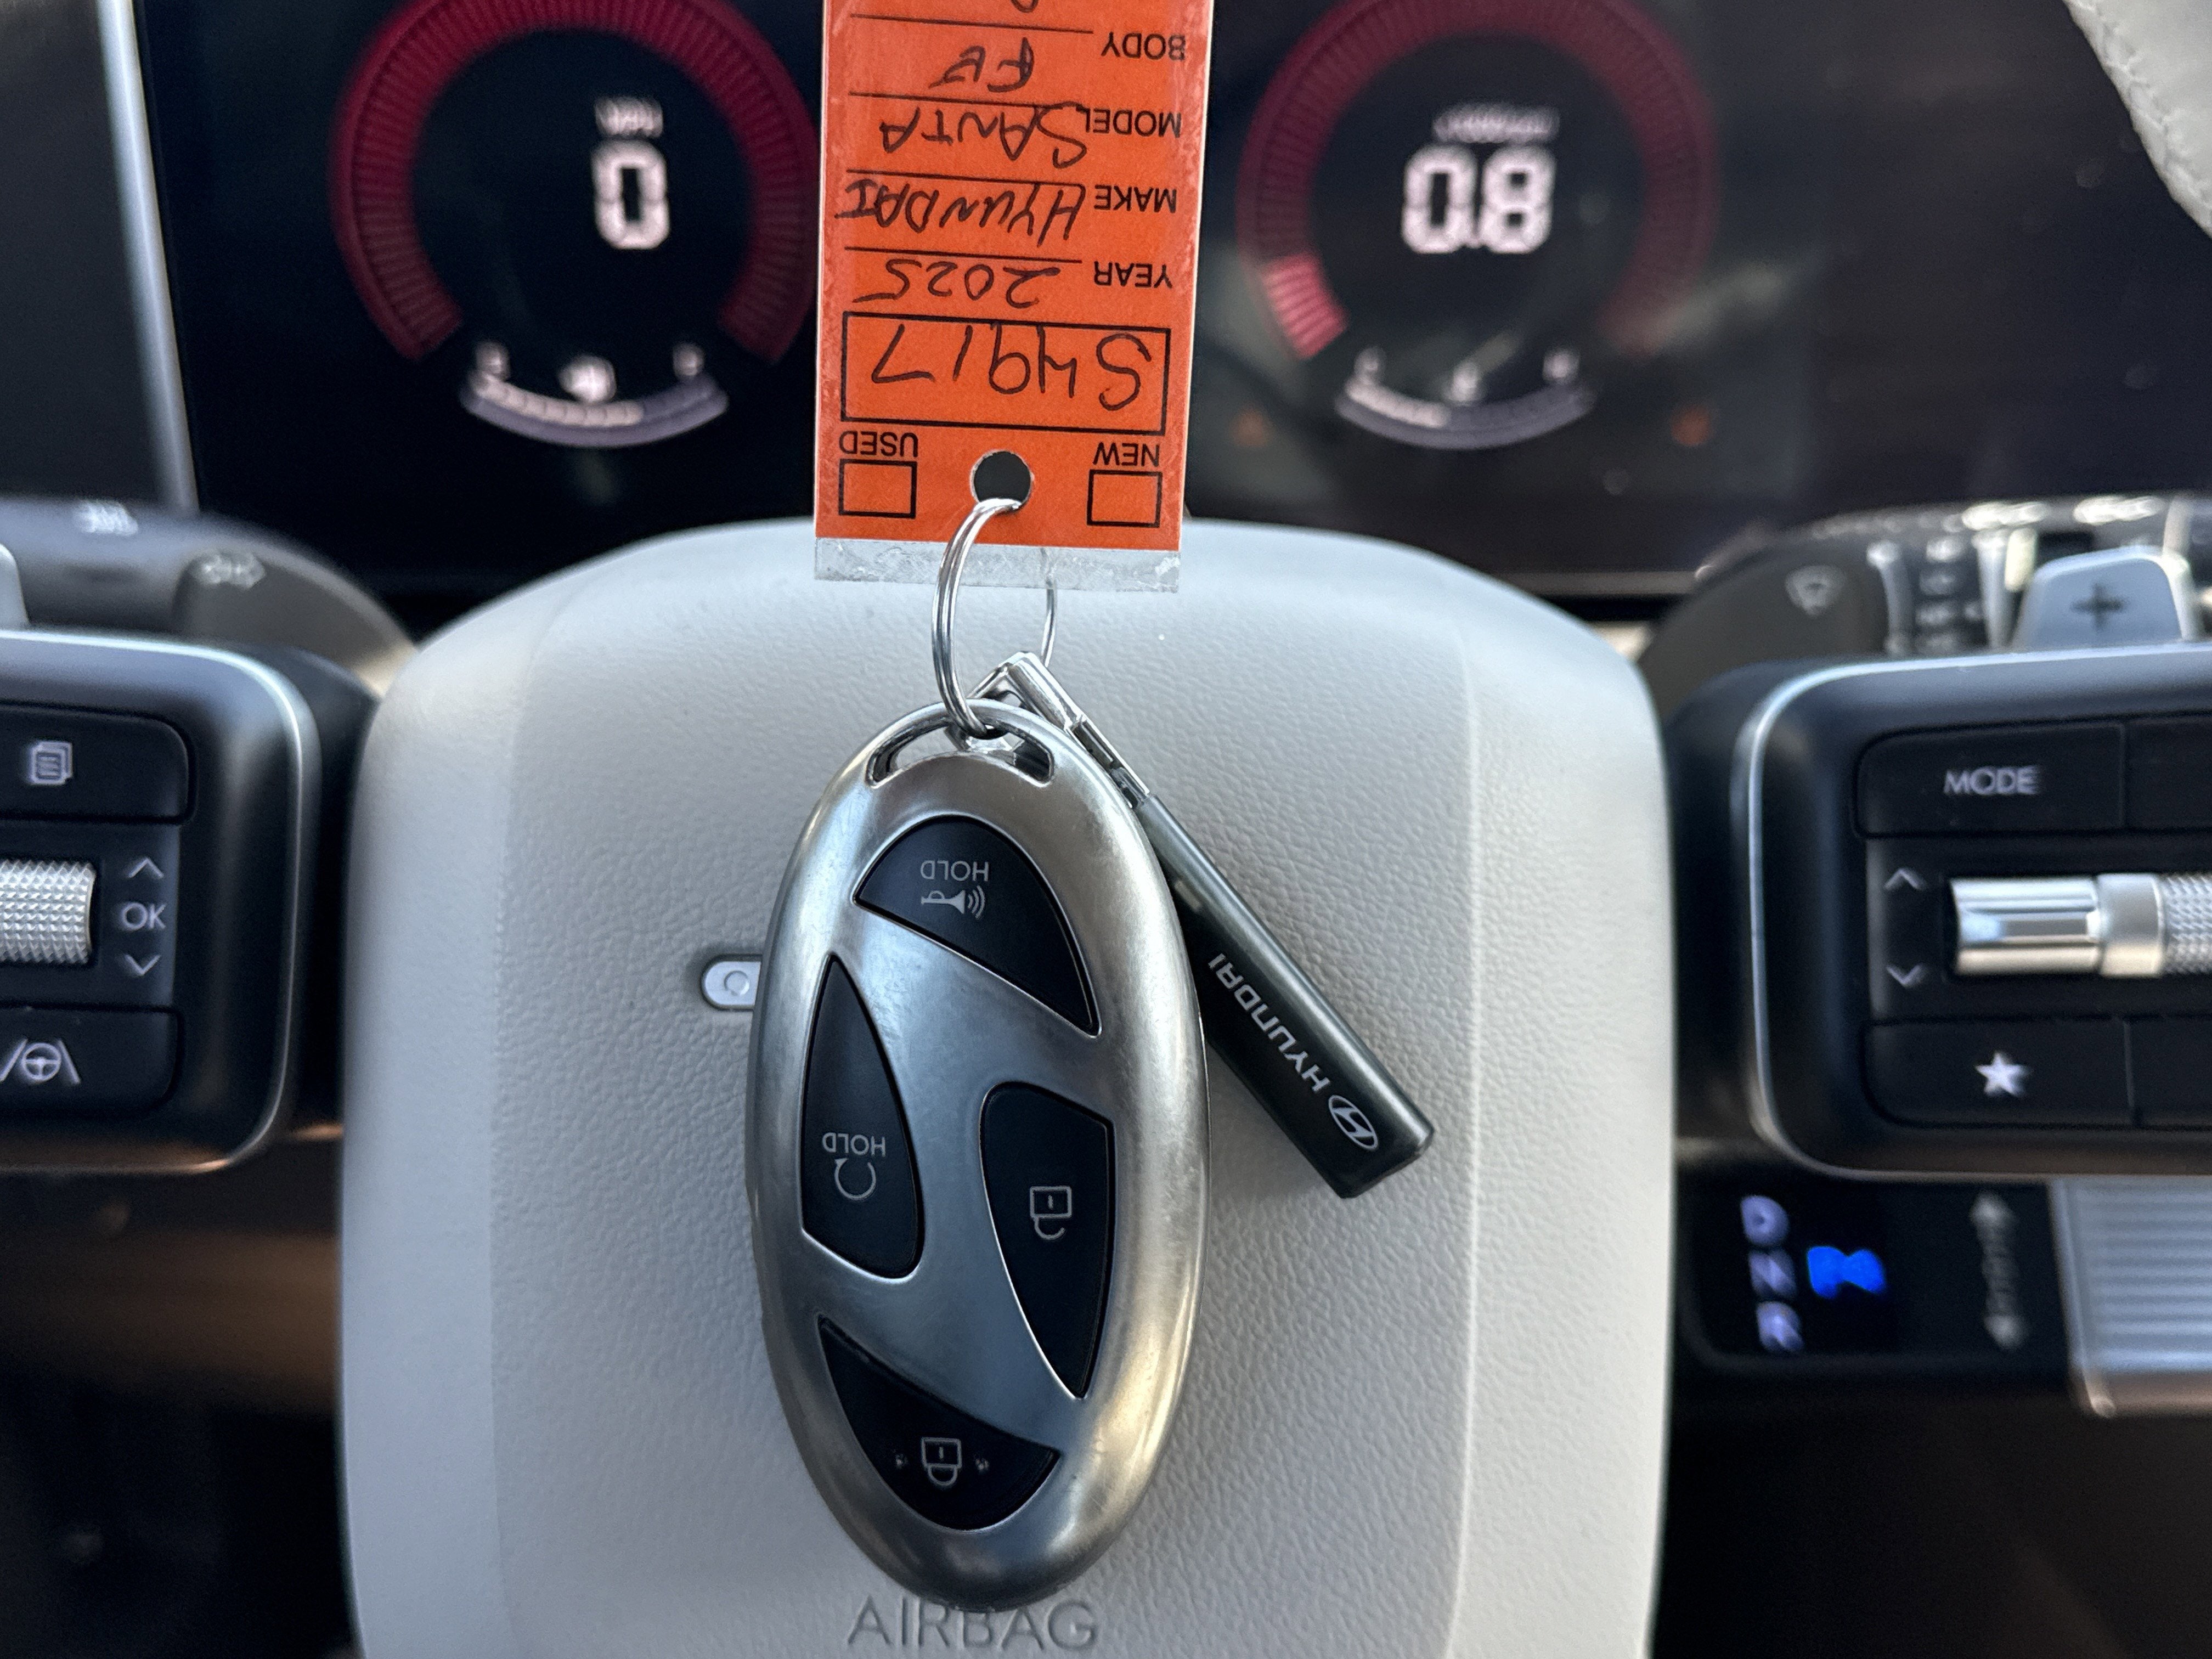 BODY
MODEL SANTA
FE
MAKE HYUNDAI
YEAR 2025
S4917
USED NEW
0
0.8
MODE
OK
HOLD
HYUNDAI
HOLD
D
N
R
AIRBAG